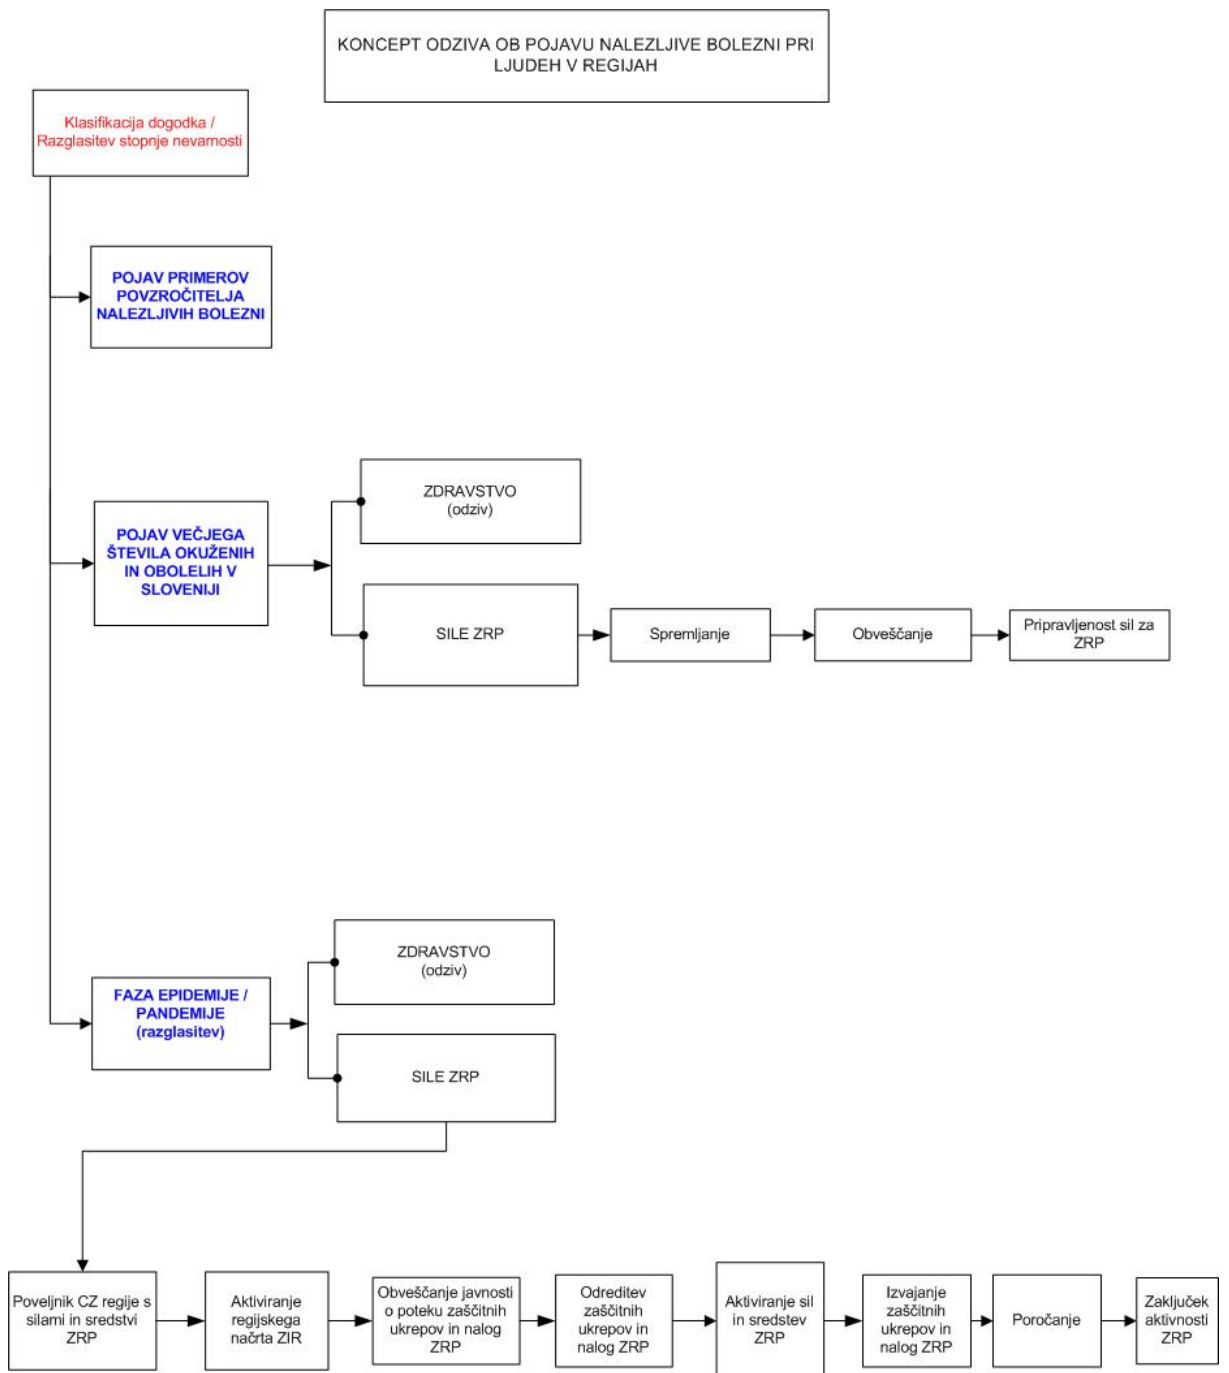 KONCEPT ODZIVA OB POJAVU NALEZLJIVE BOLEZNI PRI
LJUDEH V REGIJAH
Klasifikacija dogodka /
Razglasitev stopnje nevarnosti
POJAV PRIMEROV
POVZROČITELJA
NALEZLJIVIH BOLEZNI
POJAV VEČJEGA
ŠTEVILA OKUŽENIH
IN OBOLELIH V
SLOVENIJI
ZDRAVSTVO
(odziv)
SILE ZRP
Spremljanje
Obveščanje
Pripravljenost sil za
ZRP
FAZA EPIDEMIJE /
PANDEMIJE
(razglasitev)
ZDRAVSTVO
(odziv)
SILE ZRP
Poveljnik CZ regije s
silami in sredstvi
ZRP
Aktiviranje
regijskega
načrta ZIR
Obveščanje javnosti
o poteku zaščitnih
ukrepov in nalog
ZRP
Odreditev
zaščitnih
ukrepov in
nalog ZRP
Aktiviranje sil
in sredstev
ZRP
Izvajanje
zaščitnih
ukrepov in
nalog ZRP
Poročanje
Zaključek
aktivnosti
ZRP